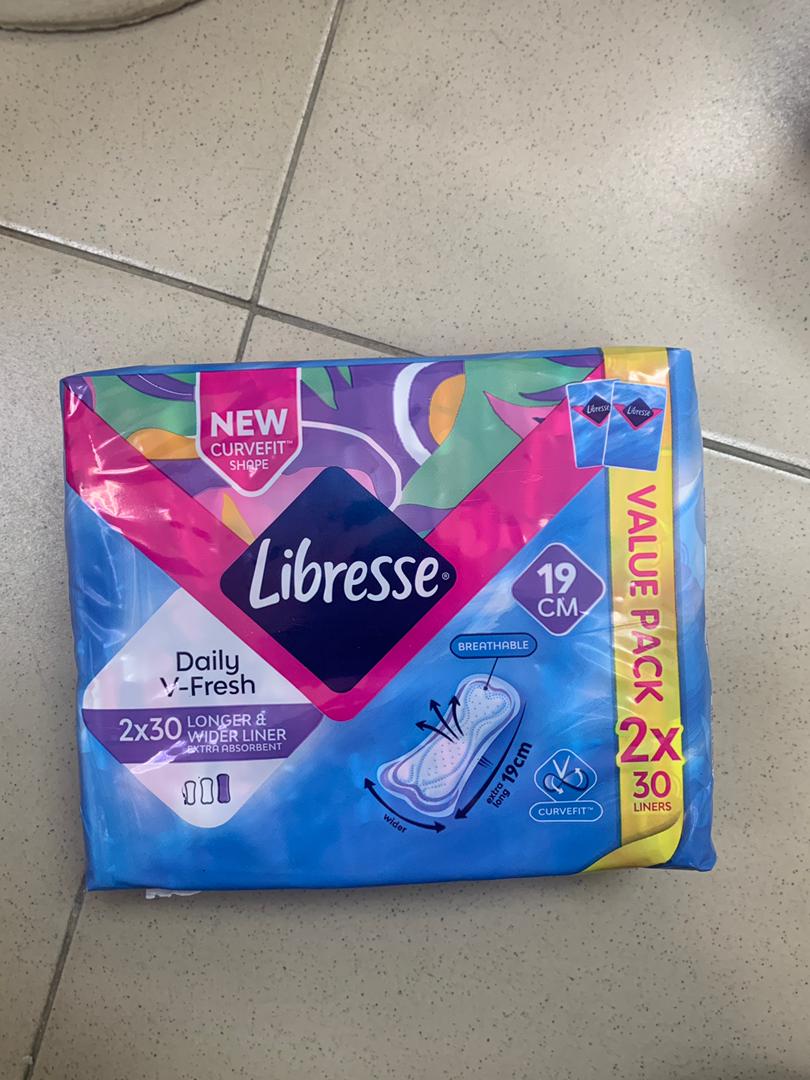 NEW
CURVEFIT™
SHAPE
Libresse
Libresse
Libresse®
19
CM
BREATHABLE
Daily
V-Fresh
2x30 LONGER &
WIDER LINER
EXTRA ABSORBENT
wider
extra
long 19cm
V
CURVEFIT™
VALUE PACK
2x
30
LINERS